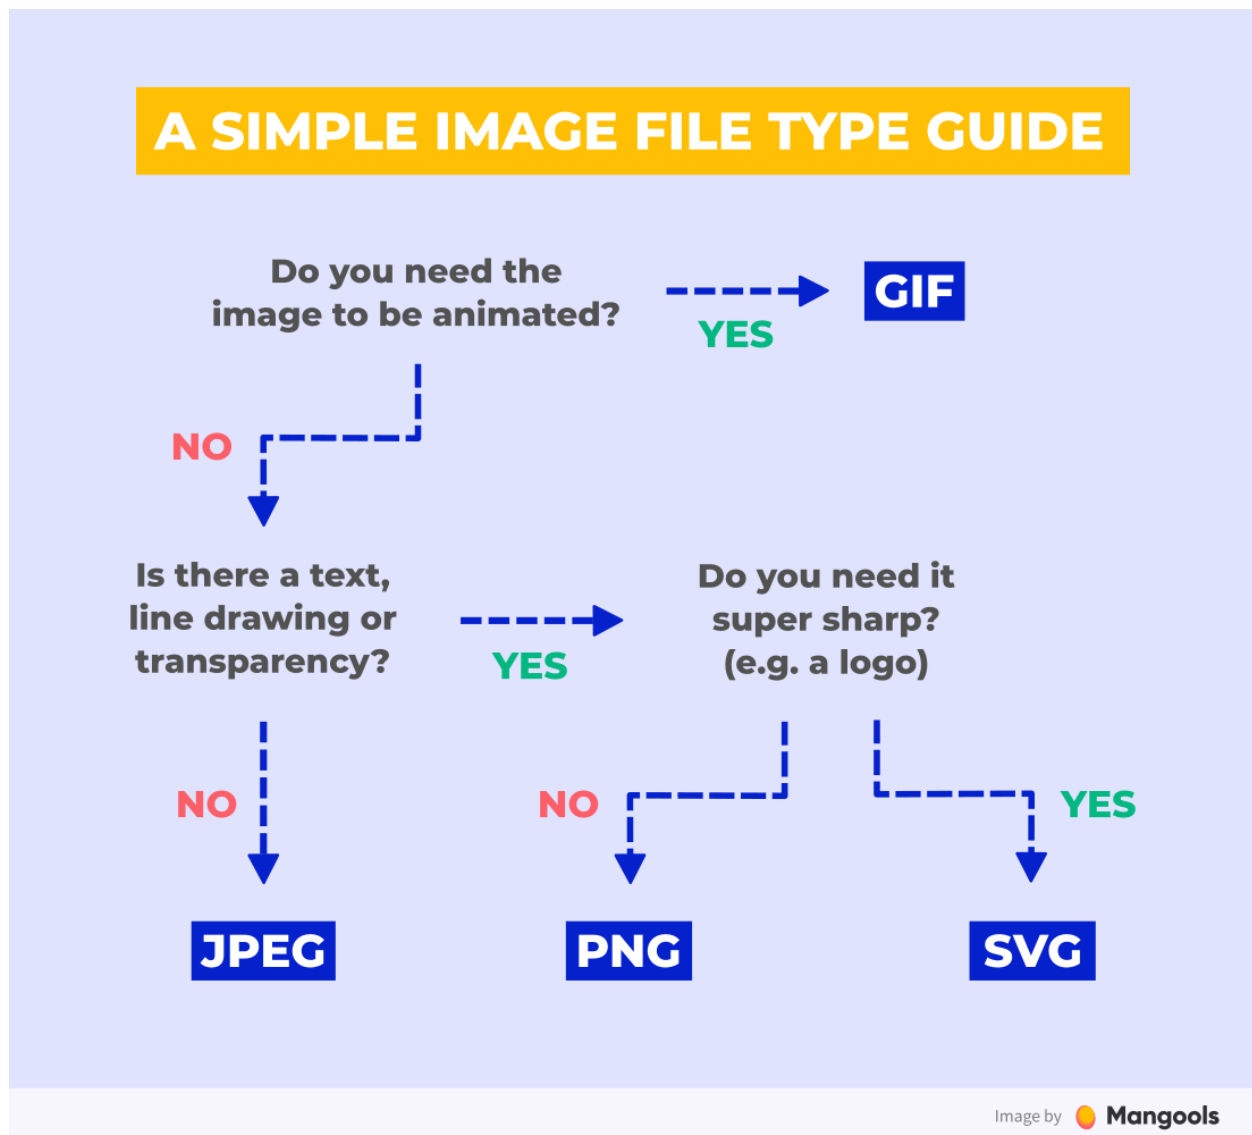 A SIMPLE IMAGE FILE TYPE GUIDE
Do you need the
image to be animated?
YES
GIF
NO
Is there a text,
line drawing or
transparency?
YES
Do you need it
super sharp?
(e.g. a logo)
NO
NO
YES
JPEG
PNG
SVG
Image by Mangools